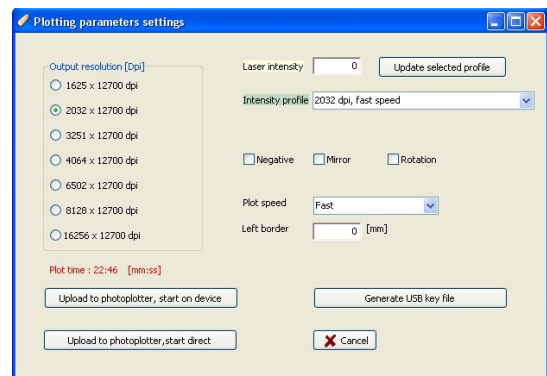 Plotting parameters settings
Output resolution [Dpi]
1625 x 12700 dpi
2032 x 12700 dpi
3251 x 12700 dpi
4064 x 12700 dpi
6502 x 12700 dpi
8128 x 12700 dpi
16256 x 12700 dpi
Plot time : 22:46 [mm:ss]
Laser intensity 0 Update selected profile
Intensity profile 2032 dpi, fast speed
Negative Mirror Rotation
Plot speed Fast
Left border 0 [mm]
Upload to photoplotter, start on device Generate USB key file
Upload to photoplotter,start direct Cancel